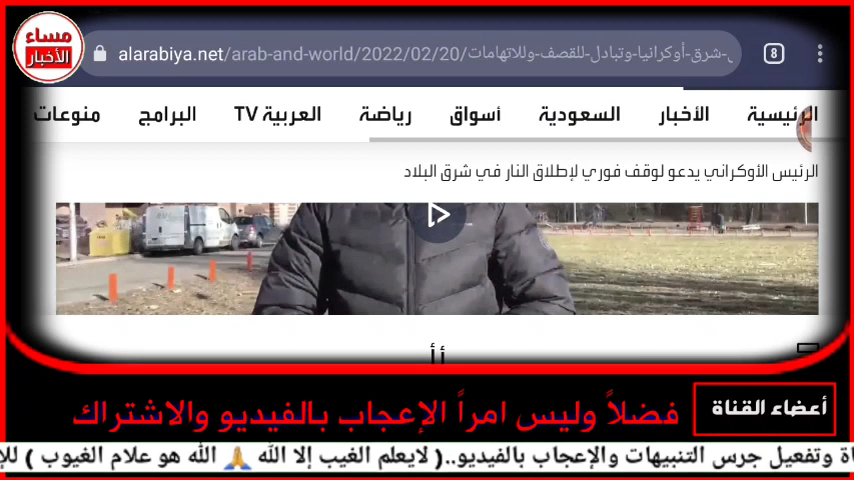 مساء
الأخبار
alarabiya.net/arab-and-world/2022/02/20/شرق-أوكرانيا-وتبادل-للقصف-وللاتهامات
8
الرئيسية الأخبار السعودية أسواق رياضة العربية TV البرامج منوعات
الرئيس الأوكراني يدعو لوقف فوري لإطلاق النار في شرق البلاد
أعضاء القناة
فضلاً وليس امراً الإعجاب بالفيديو والاشتراك
وتفعيل جرس التنبيهات والإعجاب بالفيديو..( لايعلم الغيب إلا الله 🙏 الله هو علام الغيوب )